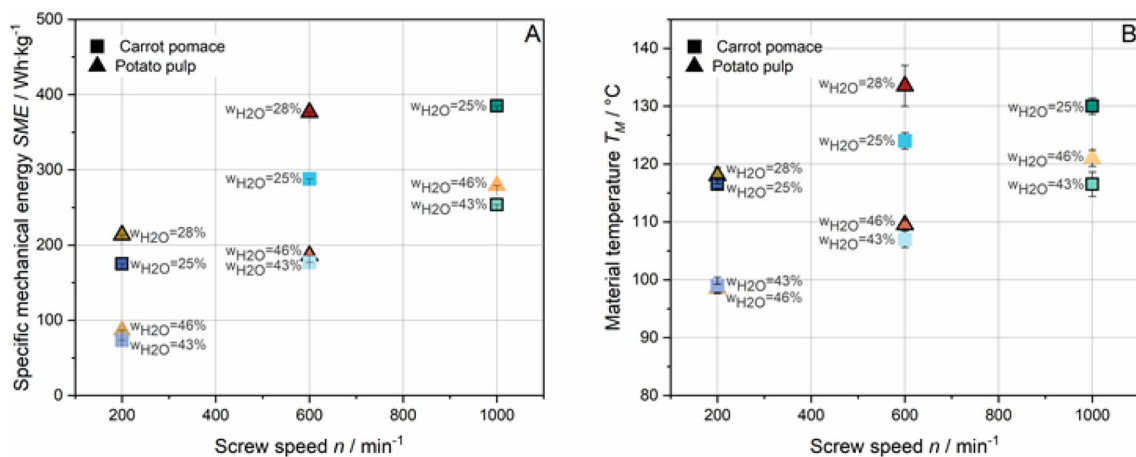 A
Carrot pomace
Potato pulp
Specific mechanical energy SME / Wh·kg⁻¹
500
400
300
200
100
0
wH2O=28%
wH2O=25%
wH2O=25%
wH2O=46%
wH2O=43%
wH2O=28%
wH2O=46%
wH2O=43%
wH2O=25%
wH2O=46%
wH2O=43%
200
400
600
800
1000
Screw speed n / min⁻¹
B
Carrot pomace
Potato pulp
Material temperature TM / °C
140
130
120
110
100
90
80
wH2O=28%
wH2O=25%
wH2O=25%
wH2O=46%
wH2O=43%
wH2O=28%
wH2O=25%
wH2O=46%
wH2O=43%
wH2O=43%
wH2O=46%
200
400
600
800
1000
Screw speed n / min⁻¹